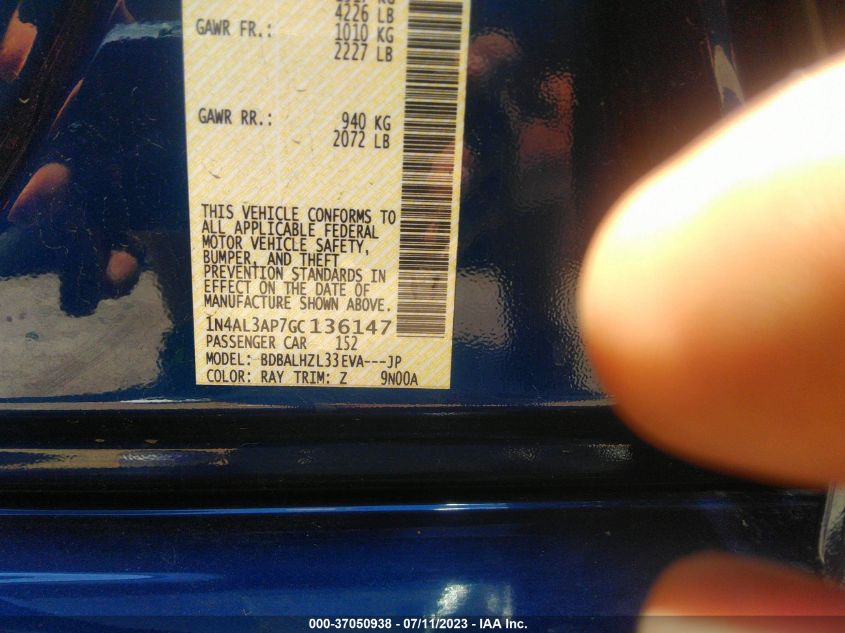 4226 LB
GAWR FR.: 1010 KG
2227 LB
GAWR RR.: 940 KG
2072 LB
THIS VEHICLE CONFORMS TO
ALL APPLICABLE FEDERAL
MOTOR VEHICLE SAFETY,
BUMPER, AND THEFT
PREVENTION STANDARDS IN
EFFECT ON THE DATE OF
MANUFACTURE SHOWN ABOVE.
1N4AL3AP7GC136147
PASSENGER CAR 152
MODEL: BDBALHZL33EVA---JP
COLOR: RAY TRIM: Z 9N00A
000-37050938 - 07/11/2023 - IAA Inc.